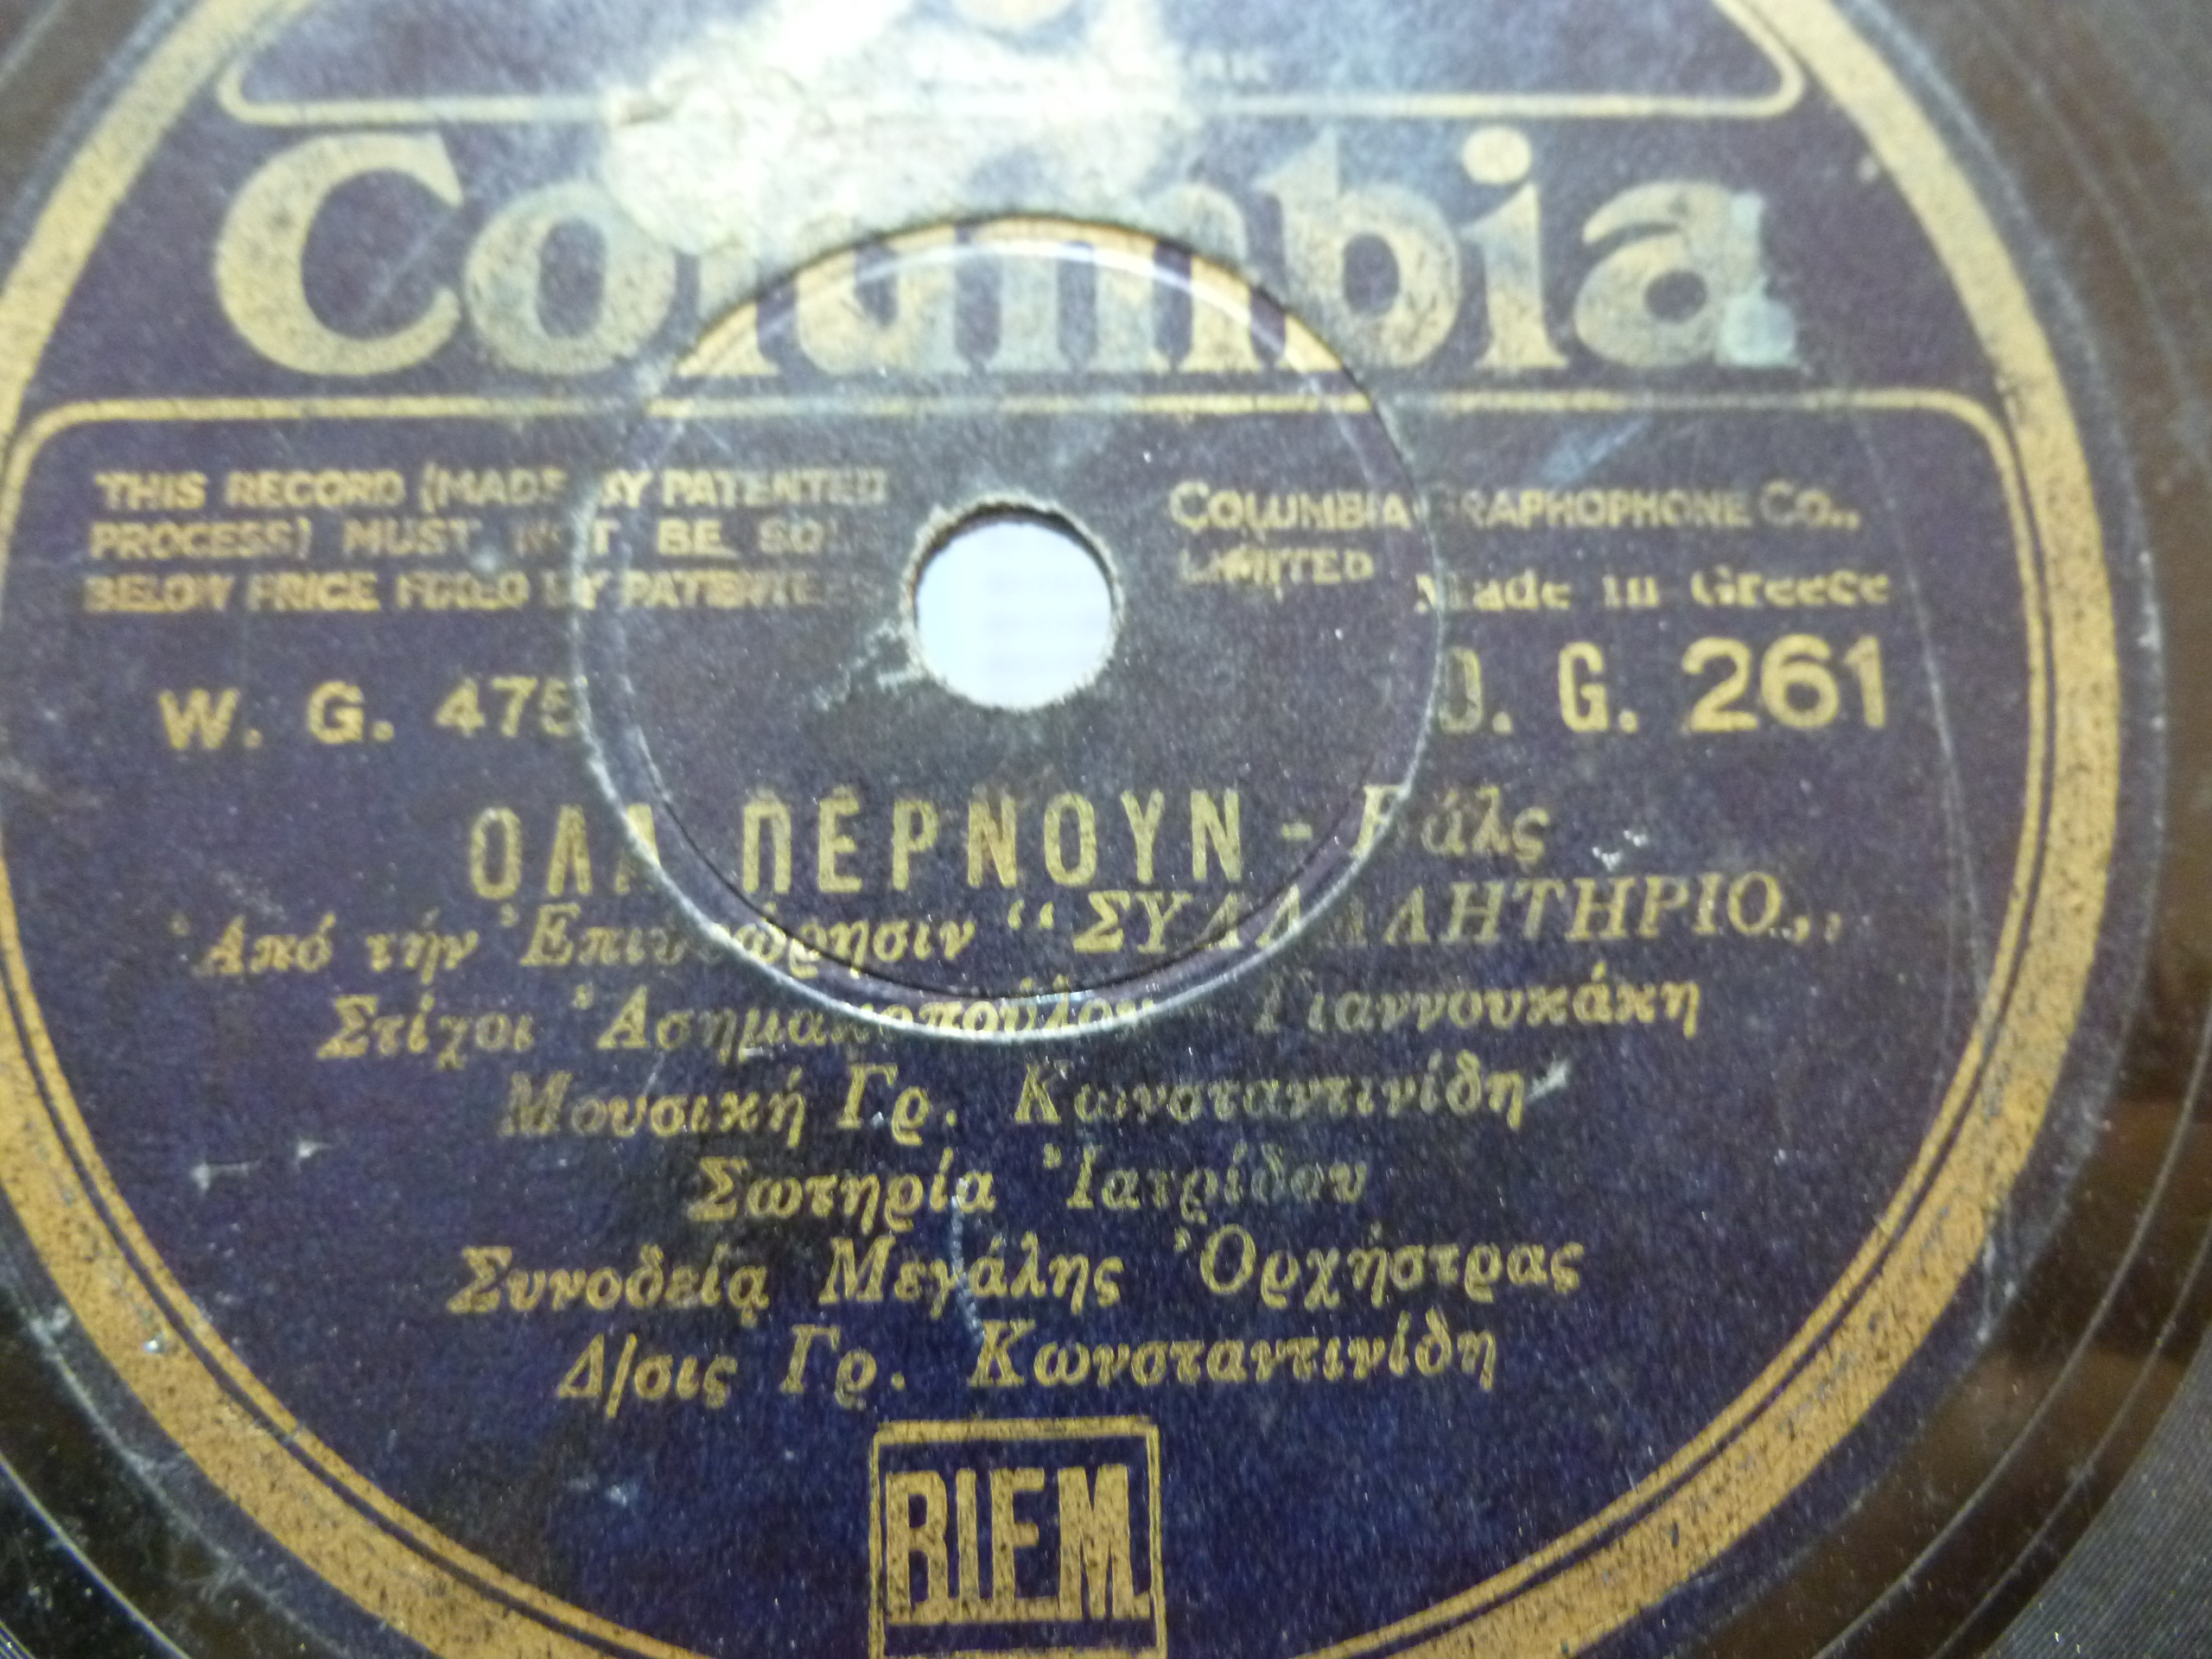 Columbia
THIS RECORD (MADE BY PATENTED
PROCESS) MUST NOT BE SOLD
BELOW PRICE FIXED BY PATENTEES
COLUMBIA GRAPHOPHONE CO.,
LIMITED
Made in Greece
W. G. 475
D. G. 261
ΟΛΑ ΠΕΡΝΟΥΝ - Βάλς
Ἀπό τήν Ἐπιθεώρησιν “ΣΥΛΛΑΛΗΤΗΡΙΟ„
Στίχοι Ἀσημακοπούλου - Γιαννουκάκη
Μουσική Γρ. Κωνσταντινίδη
Σωτηρία Ἰατρίδου
Συνοδείᾳ Μεγάλης Ὀρχήστρας
Δ/σις Γρ. Κωνσταντινίδη
BIEM